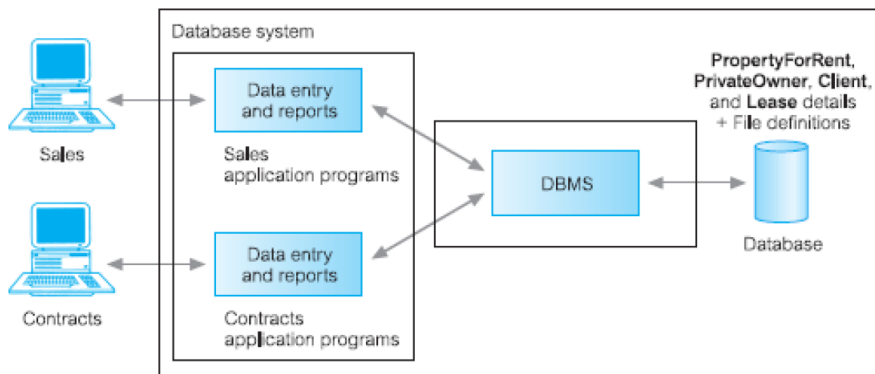 Database system
Data entry
and reports
Sales
application programs
Sales
Data entry
and reports
Contracts
application programs
Contracts
DBMS
PropertyForRent,
PrivateOwner, Client,
and Lease details
+ File definitions
Database